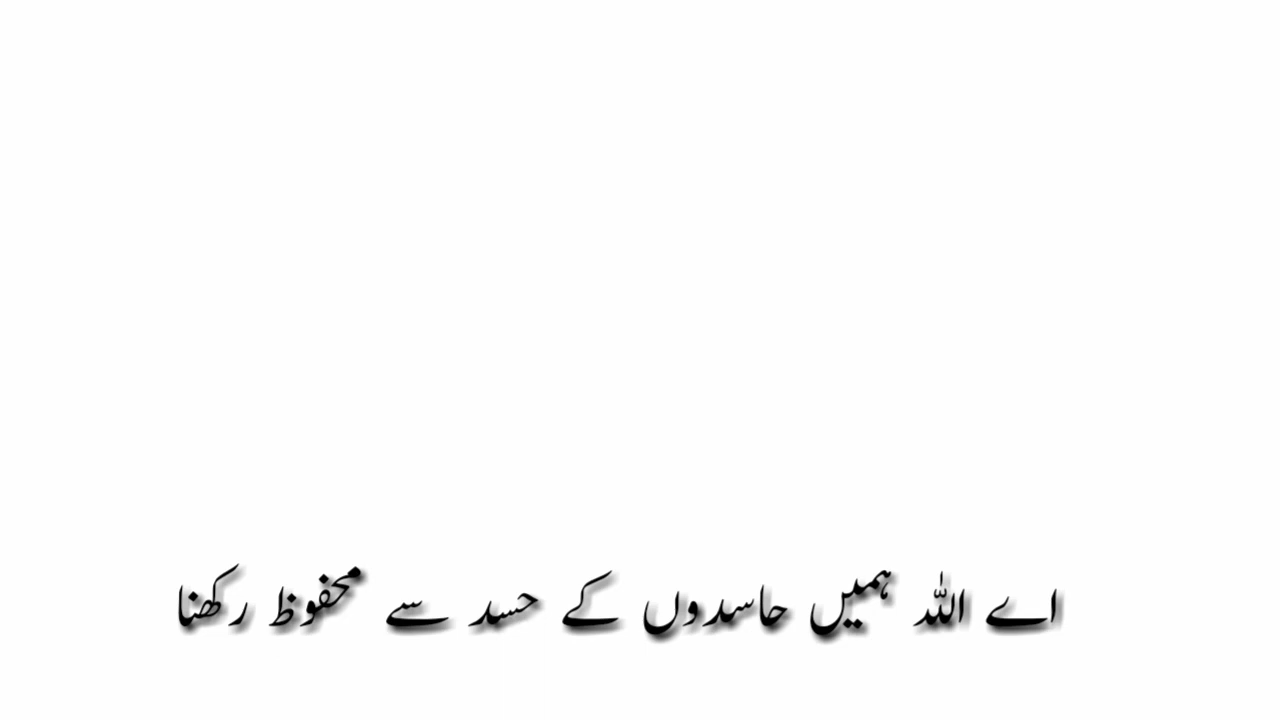 اے اللہ ہمیں حاسدوں کے حسد سے محفوظ رکھنا